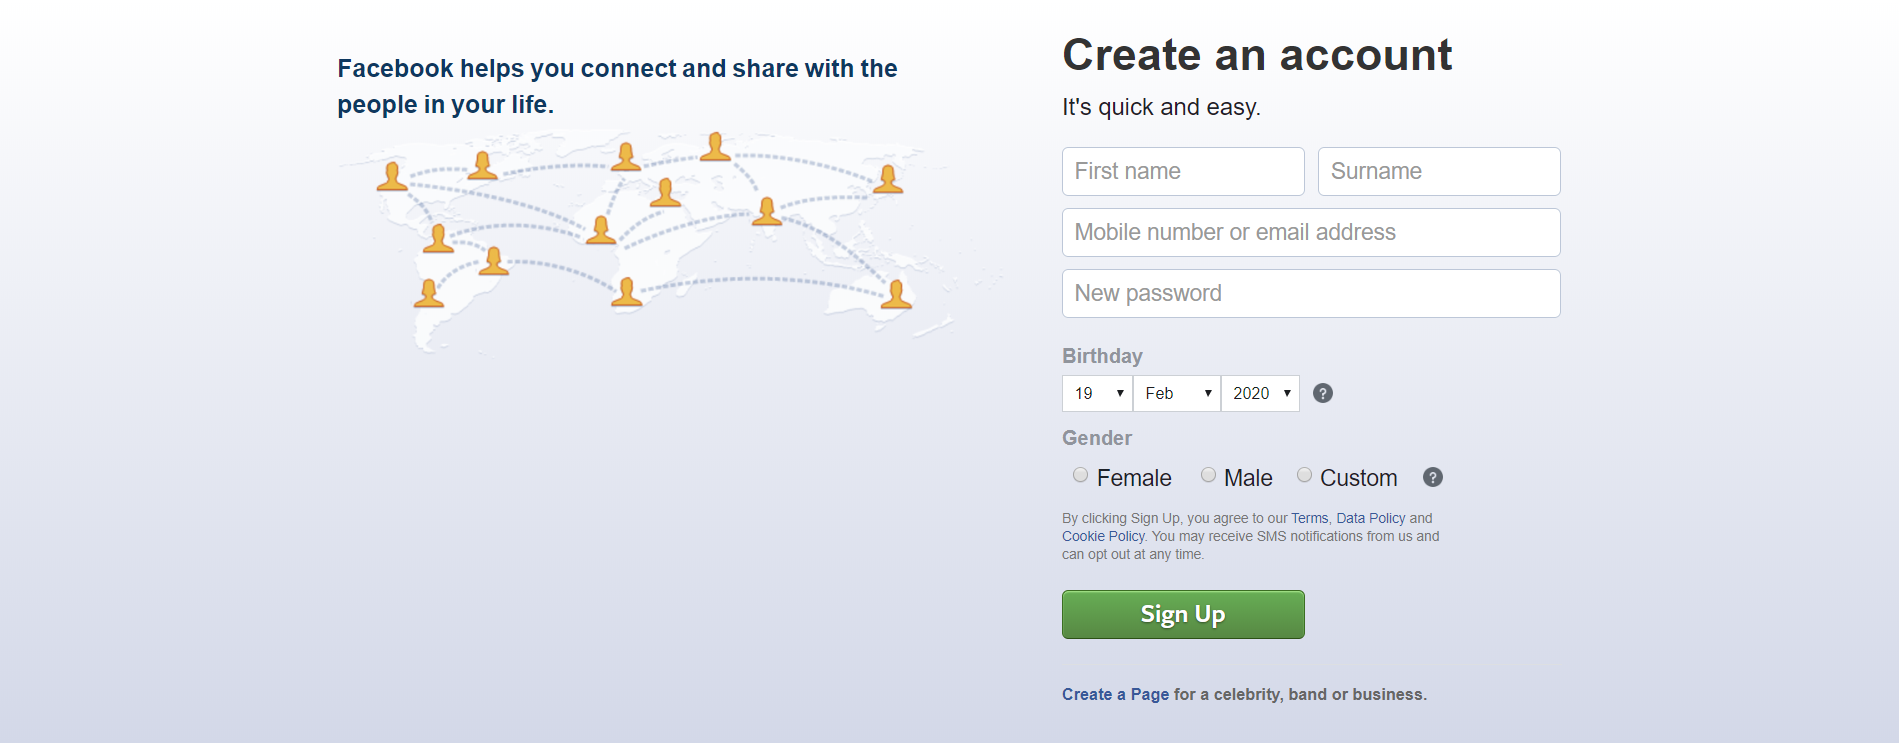 Facebook helps you connect and share with the
people in your life.
Create an account
It's quick and easy.
First name Surname
Mobile number or email address
New password
Birthday
19 Feb 2020 ?
Gender
Female Male Custom ?
By clicking Sign Up, you agree to our Terms, Data Policy and
Cookie Policy. You may receive SMS notifications from us and
can opt out at any time.
Sign Up
Create a Page for a celebrity, band or business.